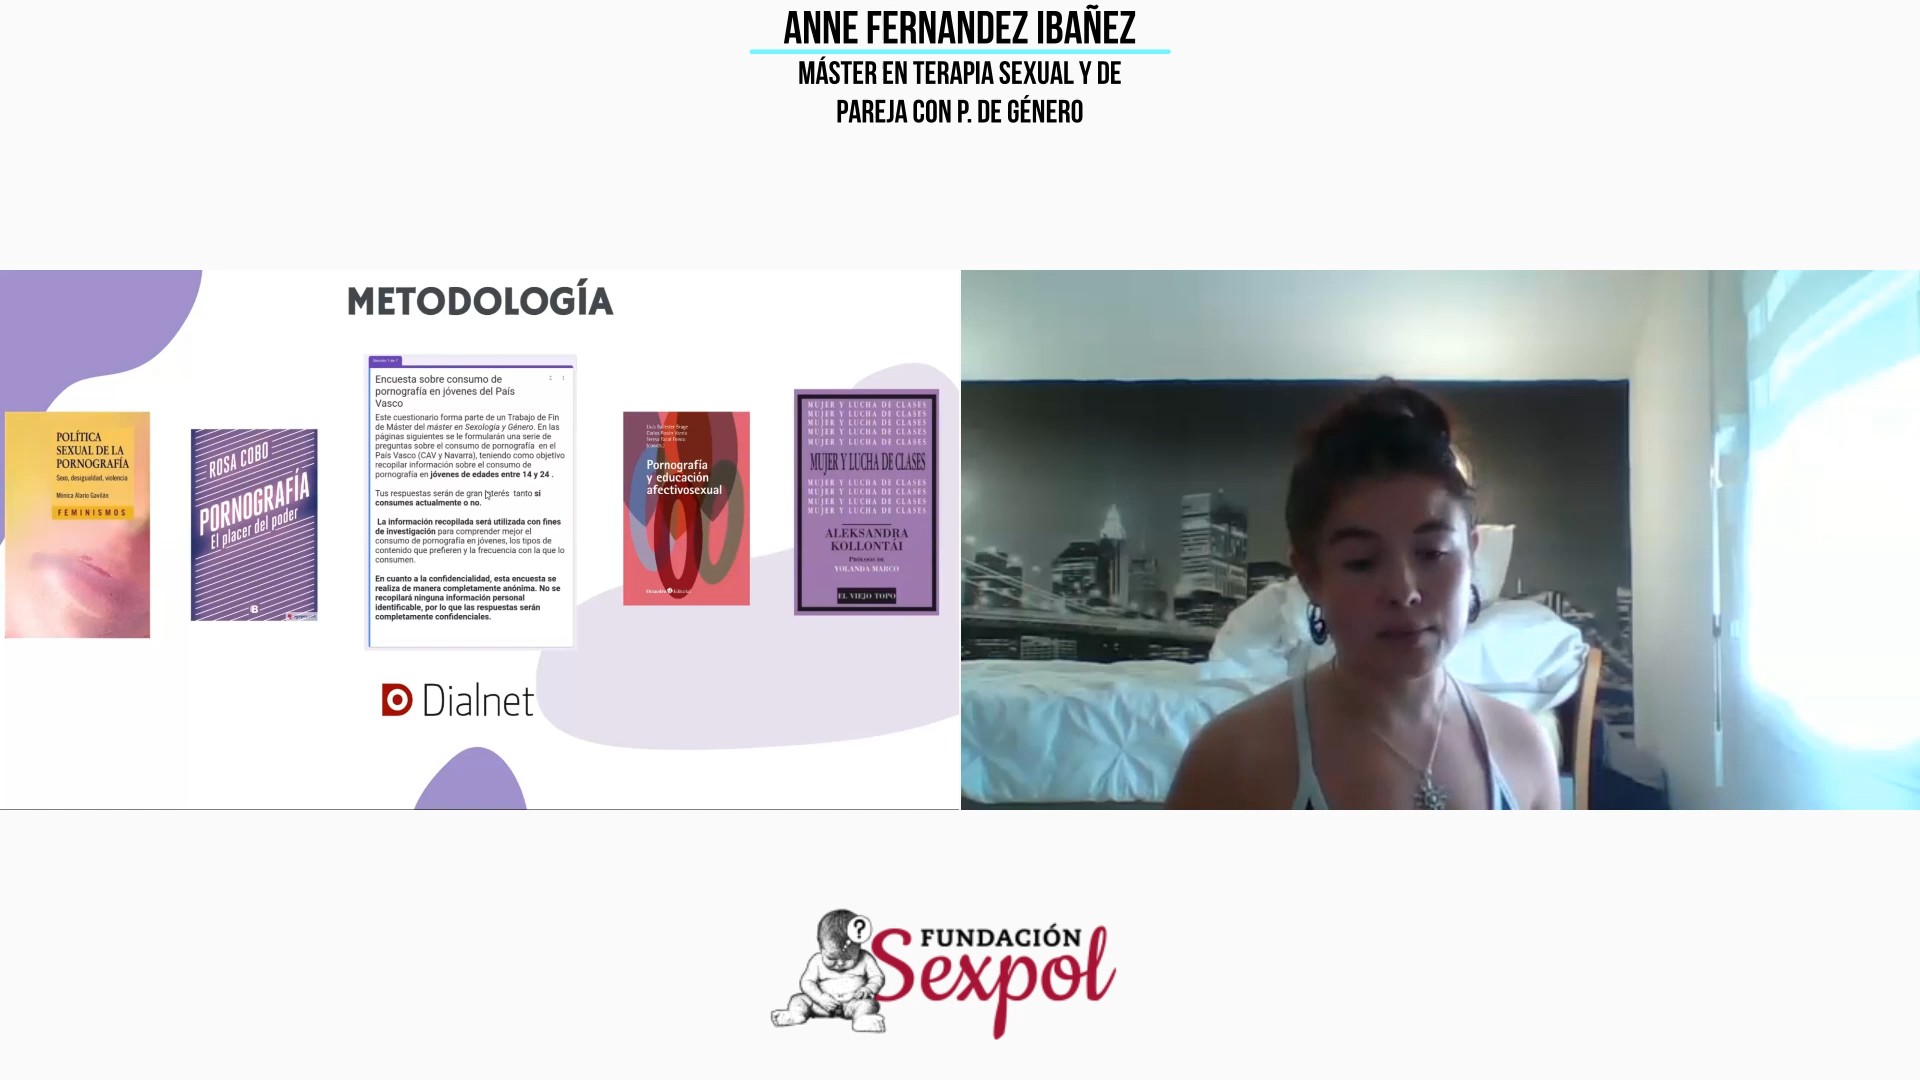 ANNE FERNANDEZ IBAÑEZ
MÁSTER EN TERAPIA SEXUAL Y DE
PAREJA CON P. DE GÉNERO
METODOLOGÍA
POLÍTICA
SEXUAL DE LA
PORNOGRAFÍA
Sexo, desigualdad, violencia
Mónica Alario Gavilán
FEMINISMOS
ROSA COBO
PORNOGRAFÍA
El placer del poder
B
Encuesta sobre consumo de
pornografía en jóvenes del País
Vasco
Este cuestionario forma parte de un Trabajo de Fin
de Máster del máster en Sexología y Género. En las
páginas siguientes se le formularán una serie de
preguntas sobre el consumo de pornografía en el
País Vasco (CAV y Navarra), teniendo como objetivo
recopilar información sobre el consumo de
pornografía en jóvenes de edades entre 14 y 24 .
Tus respuestas serán de gran interés tanto si
consumes actualmente o no.
La información recopilada será utilizada con fines
de investigación para comprender mejor el
consumo de pornografía en jóvenes, los tipos de
contenido que prefieren y la frecuencia con la que lo
consumen.
En cuanto a la confidencialidad, esta encuesta se
realiza de manera completamente anónima. No se
recopilará ninguna información personal
identificable, por lo que las respuestas serán
completamente confidenciales.
Dialnet
Pornografía
y educación
afectivosexual
MUJER Y LUCHA DE CLASES
MUJER Y LUCHA DE CLASES
MUJER Y LUCHA DE CLASES
MUJER Y LUCHA DE CLASES
MUJER Y LUCHA DE CLASES
MUJER Y LUCHA DE CLASES
MUJER Y LUCHA DE CLASES
MUJER Y LUCHA DE CLASES
MUJER Y LUCHA DE CLASES
MUJER Y LUCHA DE CLASES
ALEKSANDRA
KOLLONTÁI
PRÓLOGO DE
YOLANDA MARCO
EL VIEJO TOPO
?
FUNDACIÓN
Sexpol